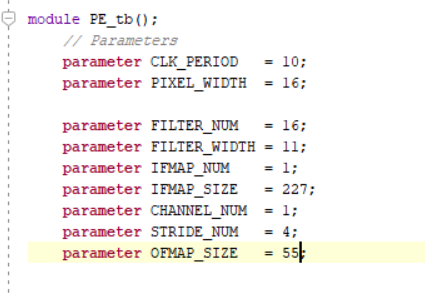 module PE_tb();
// Parameters
parameter CLK_PERIOD = 10;
parameter PIXEL_WIDTH = 16;
parameter FILTER_NUM = 16;
parameter FILTER_WIDTH = 11;
parameter IFMAP_NUM = 1;
parameter IFMAP_SIZE = 227;
parameter CHANNEL_NUM = 1;
parameter STRIDE_NUM = 4;
parameter OFMAP_SIZE = 55;